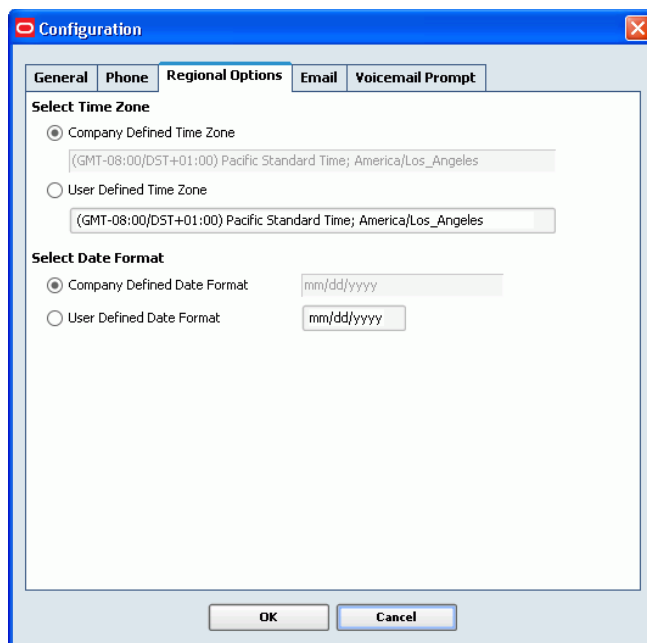 Configuration
General Phone Regional Options Email Voicemail Prompt
Select Time Zone
Company Defined Time Zone
(GMT-08:00/DST+01:00) Pacific Standard Time; America/Los_Angeles
User Defined Time Zone
(GMT-08:00/DST+01:00) Pacific Standard Time; America/Los_Angeles
Select Date Format
Company Defined Date Format mm/dd/yyyy
User Defined Date Format mm/dd/yyyy
OK Cancel